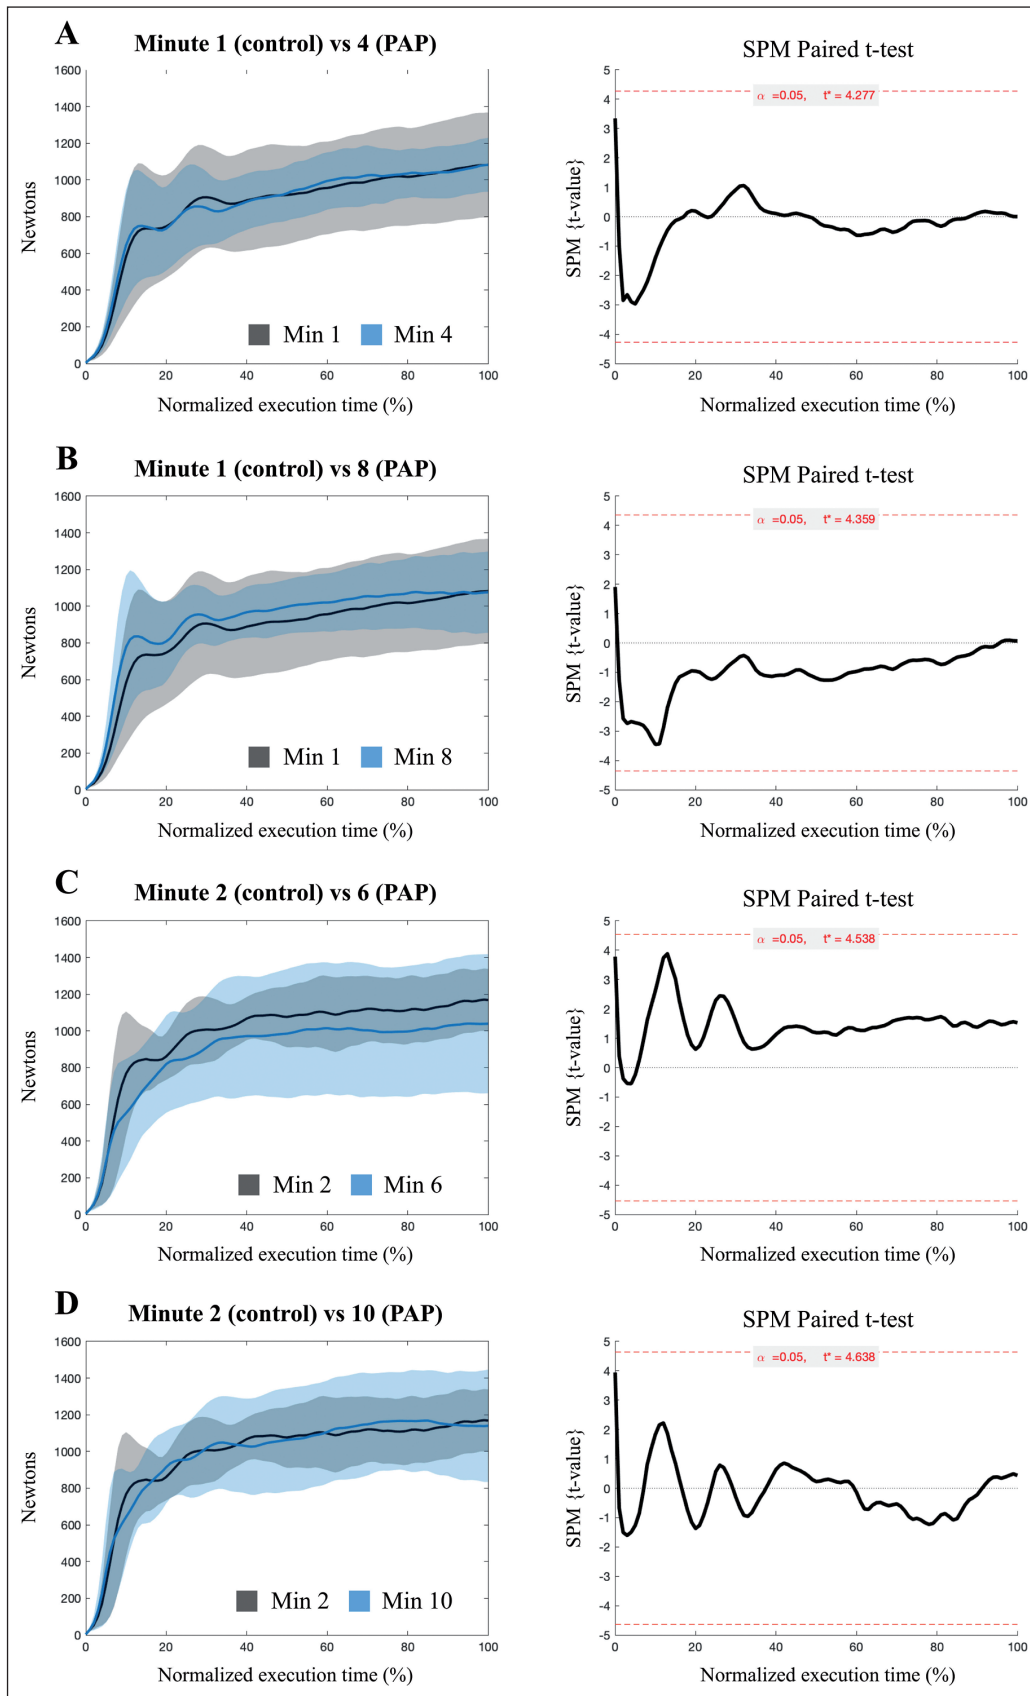 A
Minute 1 (control) vs 4 (PAP)
SPM Paired t-test
1600
1400
1200
1000
800
600
400
200
0
Newtons
Min 1 Min 4
0 20 40 60 80 100
Normalized execution time (%)
5
4
3
2
1
0
-1
-2
-3
-4
-5
SPM {t-value}
α =0.05, t* = 4.277
0 20 40 60 80 100
Normalized execution time (%)
B
Minute 1 (control) vs 8 (PAP)
SPM Paired t-test
1600
1400
1200
1000
800
600
400
200
0
Newtons
Min 1 Min 8
0 20 40 60 80 100
Normalized execution time (%)
5
4
3
2
1
0
-1
-2
-3
-4
-5
SPM {t-value}
α =0.05, t* = 4.359
0 20 40 60 80 100
Normalized execution time (%)
C
Minute 2 (control) vs 6 (PAP)
SPM Paired t-test
1600
1400
1200
1000
800
600
400
200
0
Newtons
Min 2 Min 6
0 20 40 60 80 100
Normalized execution time (%)
5
4
3
2
1
0
-1
-2
-3
-4
-5
SPM {t-value}
α =0.05, t* = 4.538
0 20 40 60 80 100
Normalized execution time (%)
D
Minute 2 (control) vs 10 (PAP)
SPM Paired t-test
1600
1400
1200
1000
800
600
400
200
0
Newtons
Min 2 Min 10
0 20 40 60 80 100
Normalized execution time (%)
5
4
3
2
1
0
-1
-2
-3
-4
-5
SPM {t-value}
α =0.05, t* = 4.638
0 20 40 60 80 100
Normalized execution time (%)